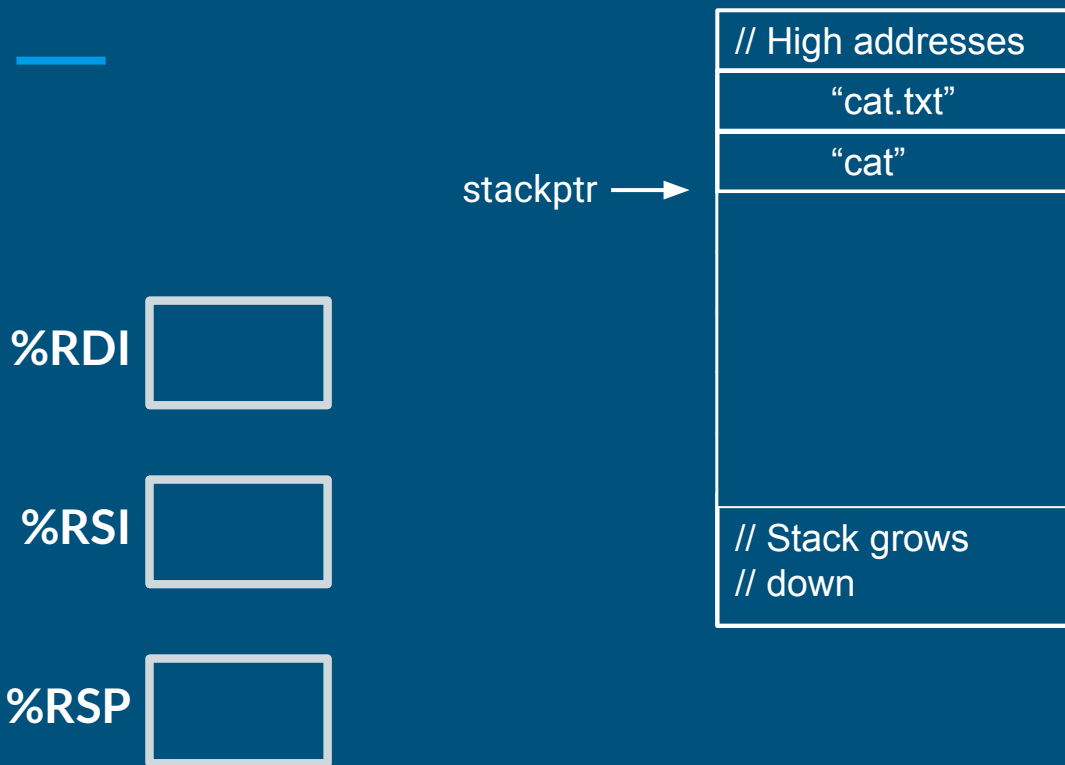 // High addresses
“cat.txt”
“cat”
stackptr
%RDI
%RSI
// Stack grows
// down
%RSP